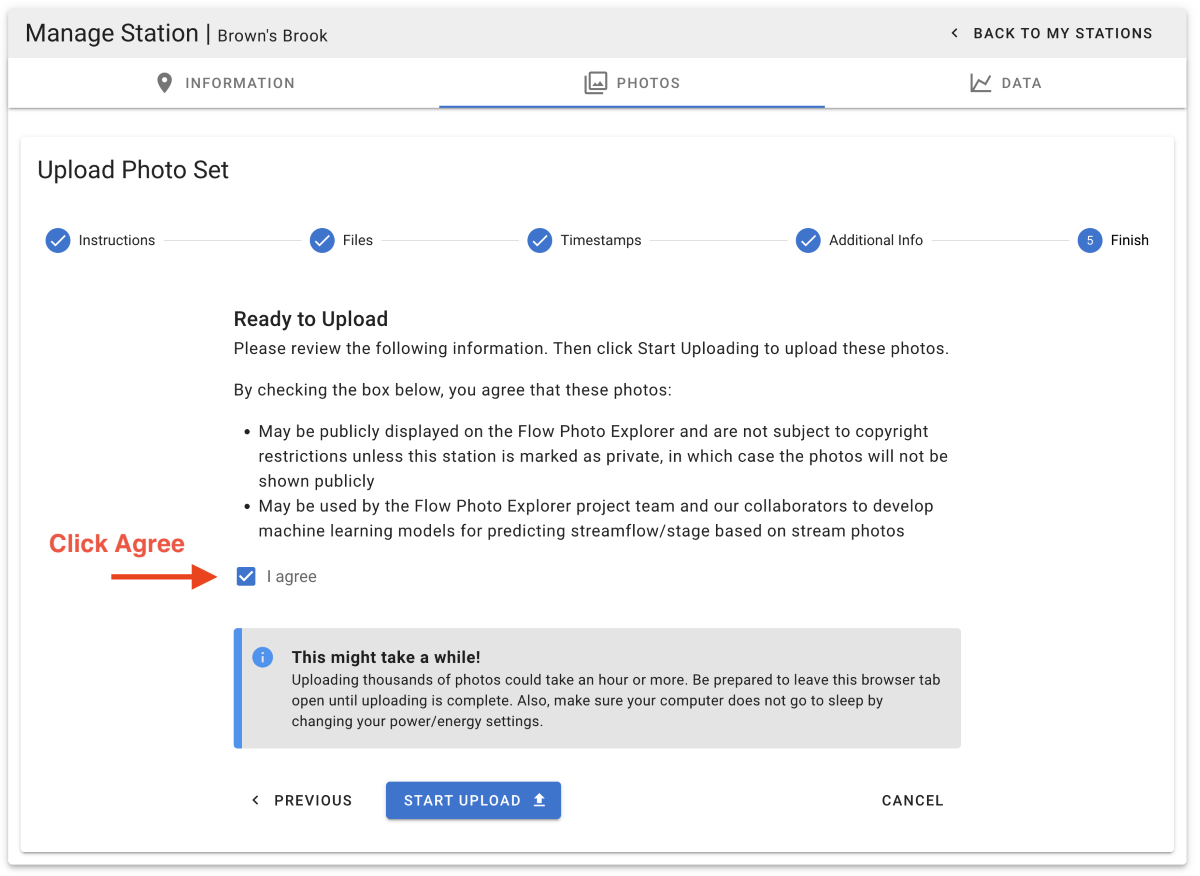 Manage Station | Brown's Brook
BACK TO MY STATIONS
INFORMATION
PHOTOS
DATA
Upload Photo Set
Instructions
Files
Timestamps
Additional Info
5 Finish
Ready to Upload
Please review the following information. Then click Start Uploading to upload these photos.
By checking the box below, you agree that these photos:
• May be publicly displayed on the Flow Photo Explorer and are not subject to copyright
restrictions unless this station is marked as private, in which case the photos will not be
shown publicly
• May be used by the Flow Photo Explorer project team and our collaborators to develop
machine learning models for predicting streamflow/stage based on stream photos
Click Agree
I agree
This might take a while!
Uploading thousands of photos could take an hour or more. Be prepared to leave this browser tab
open until uploading is complete. Also, make sure your computer does not go to sleep by
changing your power/energy settings.
PREVIOUS
START UPLOAD
CANCEL